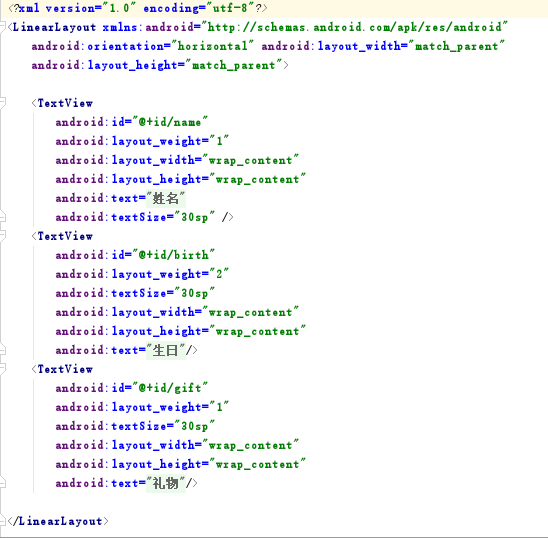 <?xml version="1.0" encoding="utf-8"?>
<LinearLayout xmlns:android="http://schemas.android.com/apk/res/android"
    android:orientation="horizontal" android:layout_width="match_parent"
    android:layout_height="match_parent">

    <TextView
        android:id="@+id/name"
        android:layout_weight="1"
        android:layout_width="wrap_content"
        android:layout_height="wrap_content"
        android:text="姓名"
        android:textSize="30sp" />
    <TextView
        android:id="@+id/birth"
        android:layout_weight="2"
        android:textSize="30sp"
        android:layout_width="wrap_content"
        android:layout_height="wrap_content"
        android:text="生日"/>
    <TextView
        android:id="@+id/gift"
        android:layout_weight="1"
        android:textSize="30sp"
        android:layout_width="wrap_content"
        android:layout_height="wrap_content"
        android:text="礼物"/>

</LinearLayout>